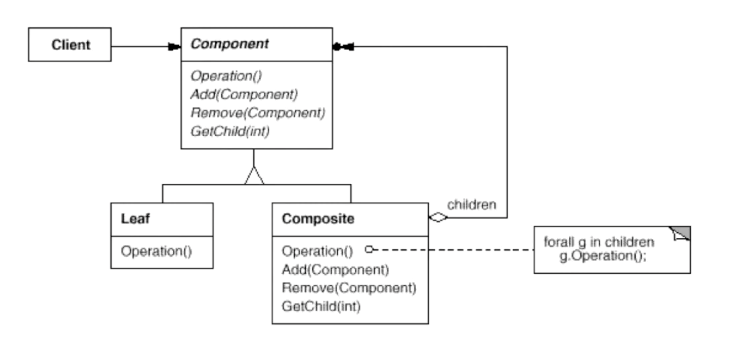 Client
Component
Operation()
Add(Component)
Remove(Component)
GetChild(int)
Leaf
Operation()
Composite
Operation()
Add(Component)
Remove(Component)
GetChild(int)
children
forall g in children
g.Operation();